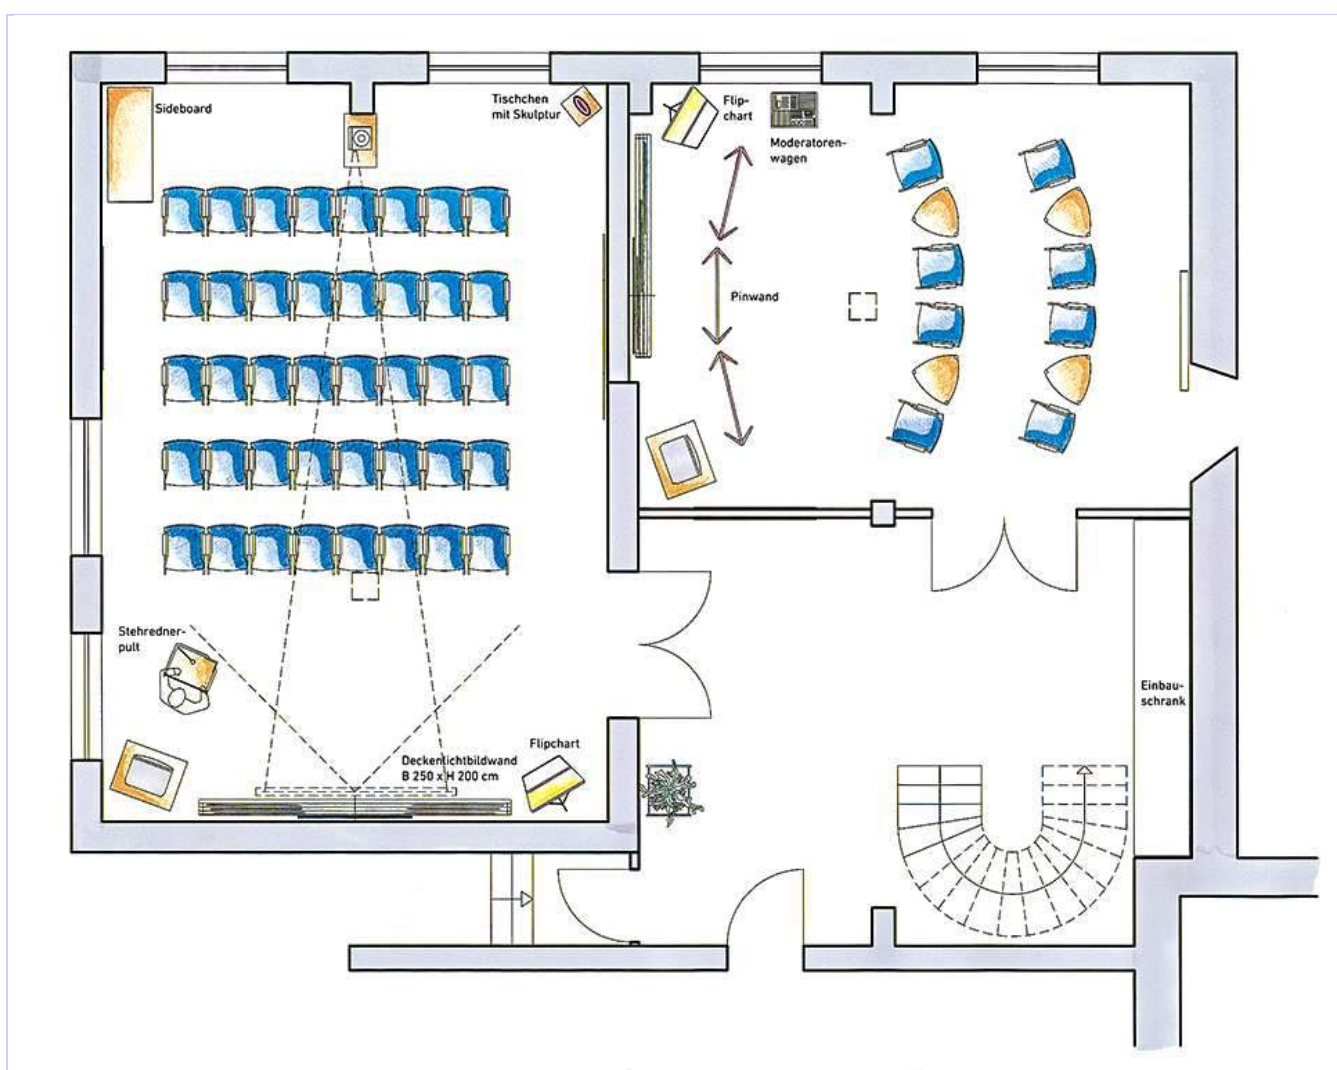 Sideboard
Tischchen
mit Skulptur
Flip-
chart
Moderatoren-
wagen
Pinwand
Stehredner-
pult
Deckenlichtbildwand
B 250 x H 200 cm
Flipchart
Einbau-
schrank